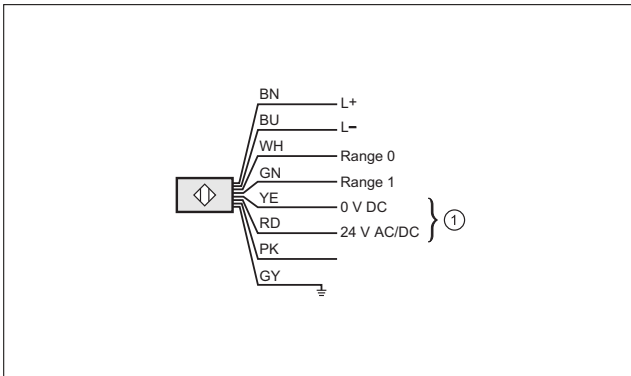 BN L+
BU L–
WH Range 0
GN Range 1
YE 0 V DC
RD 24 V AC/DC
1
PK
GY